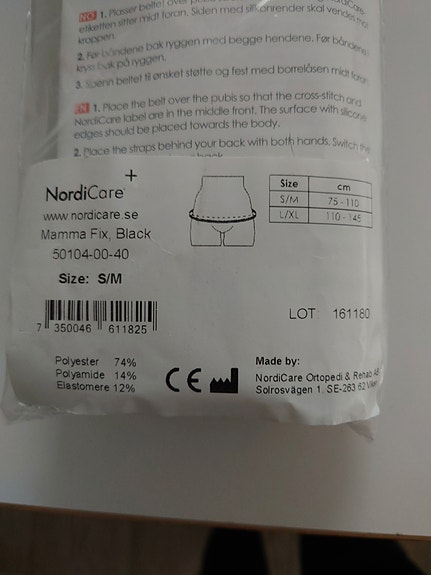 NO 1. Plasser beltet over
etiketten sitter midt foran. Siden med silikonrender skal vendes mot
kroppen.
2. Før båndene bak ryggen med begge hendene. Før båndene
kryss bak på ryggen.
3. Spenn beltet til ønsket støtte og fest med borrelåsen midt foran
EN 1. Place the belt over the pubis so that the cross-stitch and
NordiCare label are in the middle front. The surface with silicone
edges should be placed towards the body.
2. Place the straps behind your back with both hands. Switch the
back
NordiCare+
www.nordicare.se
Mamma Fix, Black
50104-00-40
Size: S/M
Size cm
S/M 75 - 110
L/XL 110 - 145
7 350046 611825
LOT: 161180
Polyester 74%
Polyamide 14%
Elastomere 12%
CE
Made by:
NordiCare Ortopedi & Rehab AB
Solrosvägen 1. SE-263 62 Viken